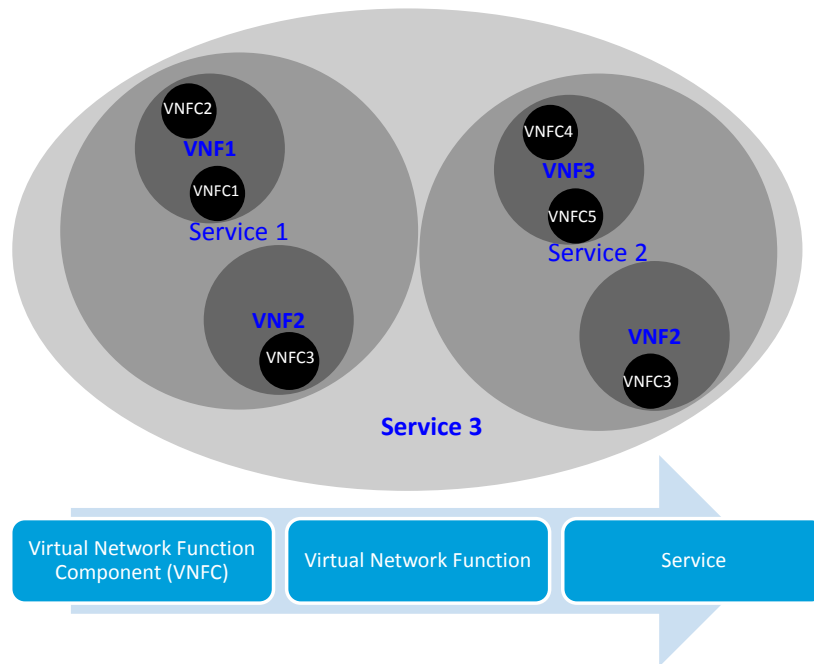 VNFC2
VNF1
VNFC1
Service 1
VNF2
VNFC3
VNFC4
VNF3
VNFC5
Service 2
VNF2
VNFC3
Service 3
Virtual Network Function
Component (VNFC)
Virtual Network Function
Service